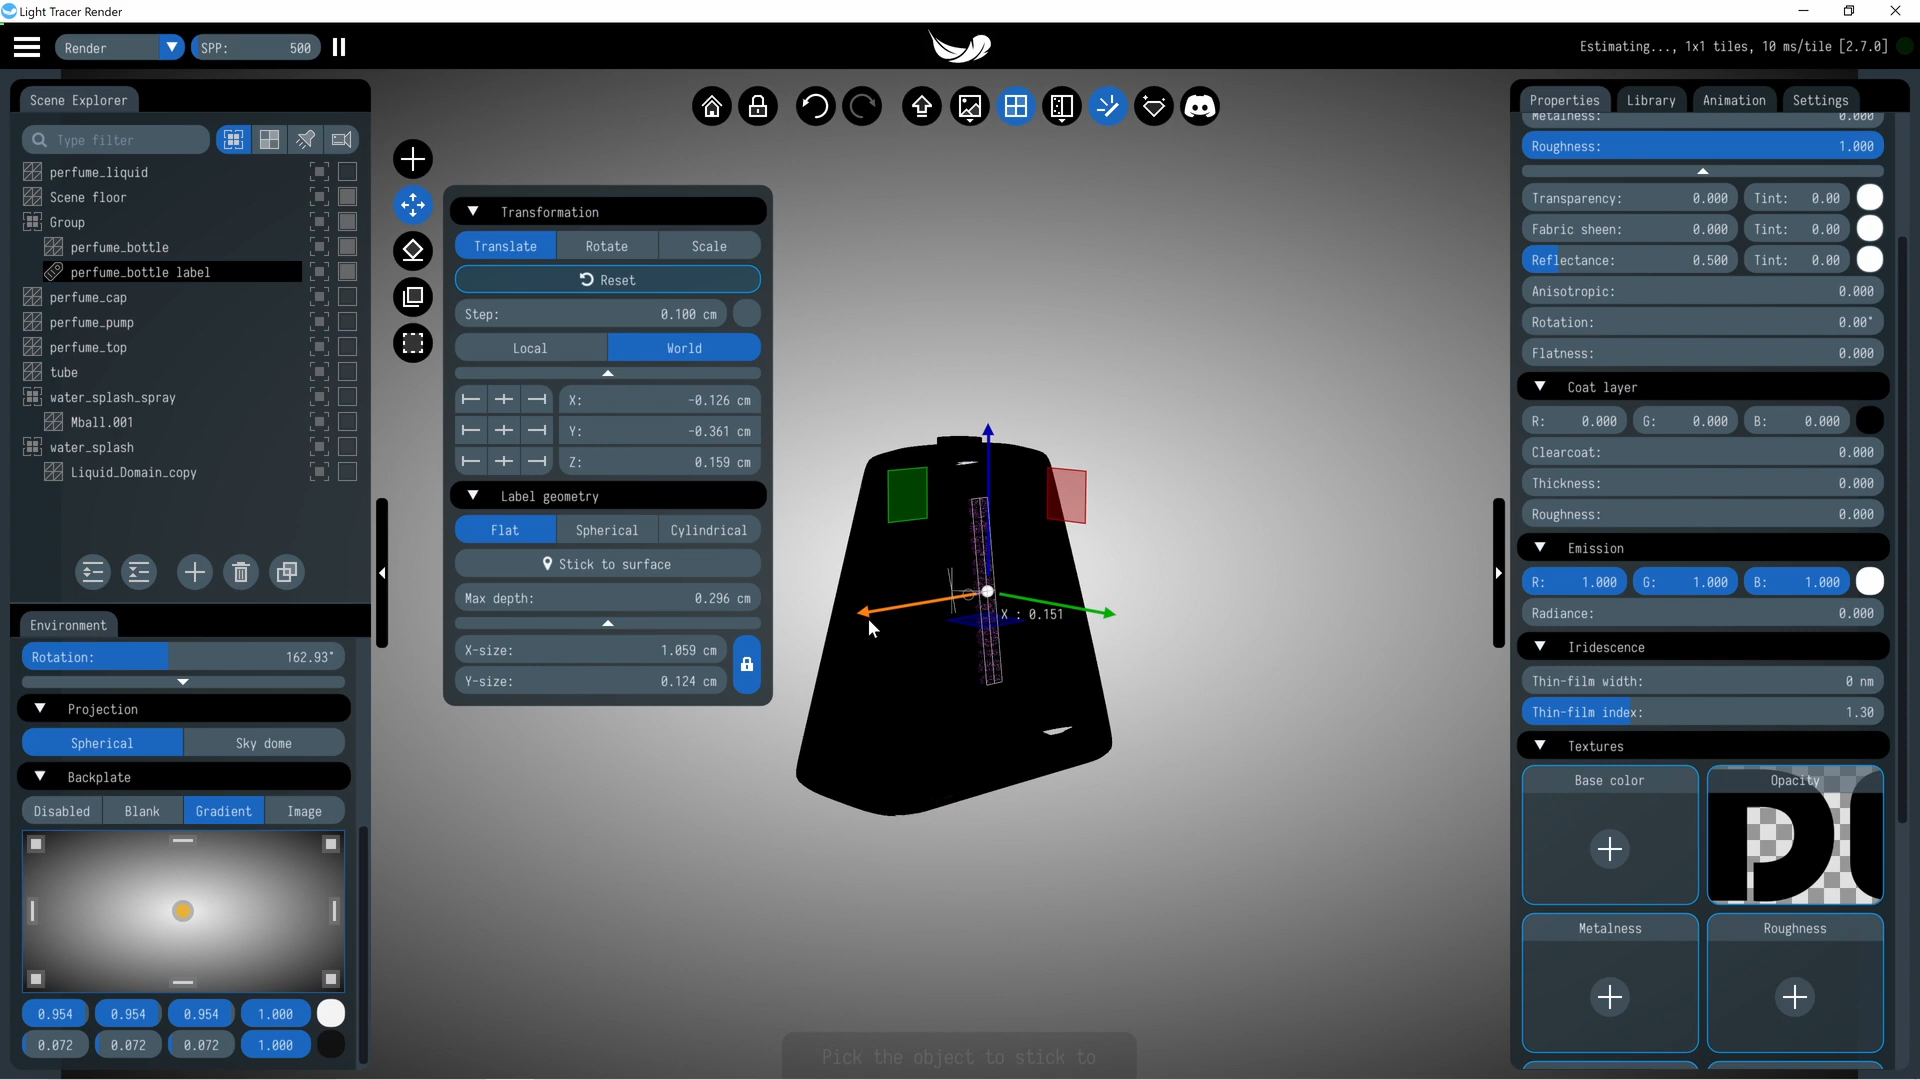 Light Tracer Render
Render
SPP: 500
Estimating..., 1x1 tiles, 10 ms/tile [2.7.0]
Scene Explorer
Type filter
perfume_liquid
Scene floor
Group
perfume_bottle
perfume_bottle label
perfume_cap
perfume_pump
perfume_top
tube
water_splash_spray
Mball.001
water_splash
Liquid_Domain_copy
Environment
Rotation: 162.93°
Projection
Spherical Sky dome
Backplate
Disabled Blank Gradient Image
0.954 0.954 0.954 1.000
0.072 0.072 0.072 1.000
Transformation
Translate Rotate Scale
Reset
Step: 0.100 cm
Local World
X: -0.126 cm
Y: -0.361 cm
Z: 0.159 cm
Label geometry
Flat Spherical Cylindrical
Stick to surface
Max depth: 0.296 cm
X-size: 1.059 cm
Y-size: 0.124 cm
X : 0.151
Pick the object to stick to
Properties Library Animation Settings
Metalness: 0.000
Roughness: 1.000
Transparency: 0.000 Tint: 0.00
Fabric sheen: 0.000 Tint: 0.00
Reflectance: 0.500 Tint: 0.00
Anisotropic: 0.000
Rotation: 0.00°
Flatness: 0.000
Coat layer
R: 0.000 G: 0.000 B: 0.000
Clearcoat: 0.000
Thickness: 0.000
Roughness: 0.000
Emission
R: 1.000 G: 1.000 B: 1.000
Radiance: 0.000
Iridescence
Thin-film width: 0 nm
Thin-film index: 1.30
Textures
Base color Opacity
Metalness Roughness